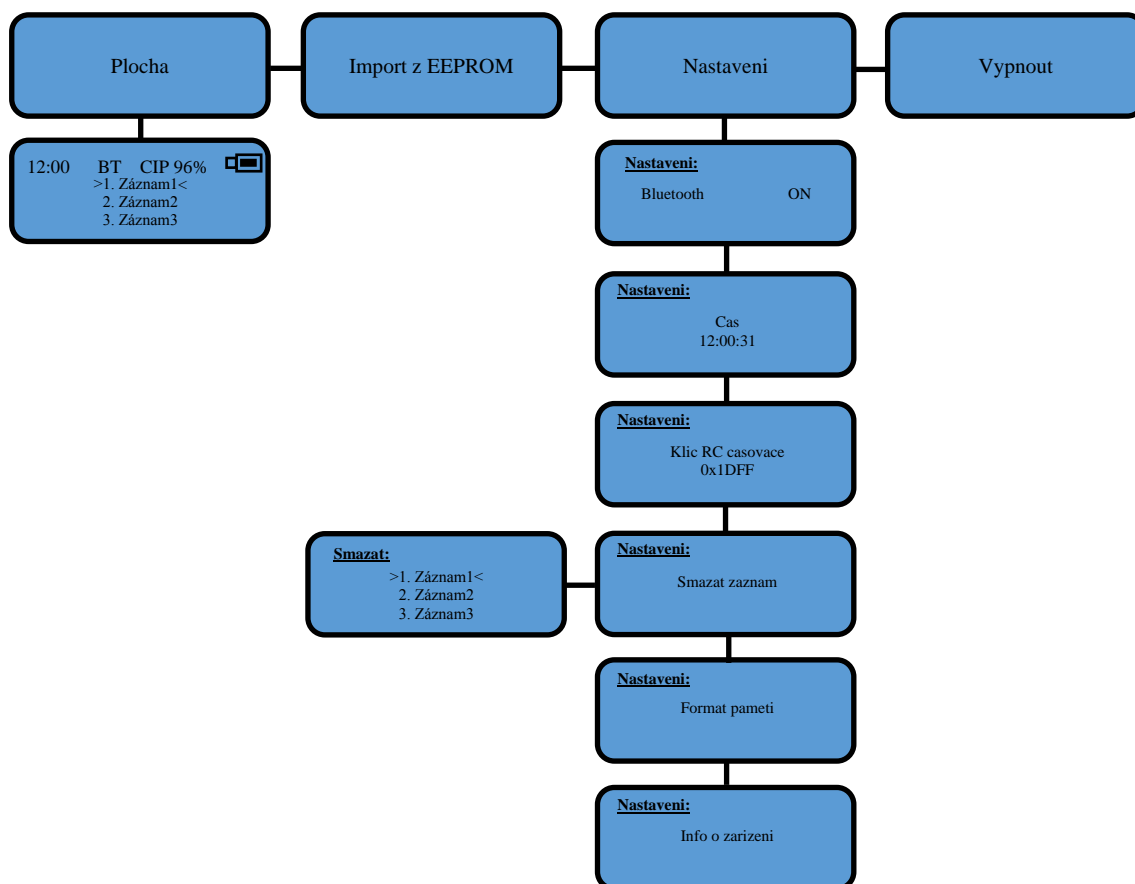 Plocha
Import z EEPROM
Nastaveni
Vypnout
12:00 BT CIP 96%
>1. Záznam1<
2. Záznam2
3. Záznam3
Nastaveni:
Bluetooth ON
Nastaveni:
Cas
12:00:31
Nastaveni:
Klic RC casovace
0x1DFF
Smazat:
>1. Záznam1<
2. Záznam2
3. Záznam3
Nastaveni:
Smazat zaznam
Nastaveni:
Format pameti
Nastaveni:
Info o zarizeni